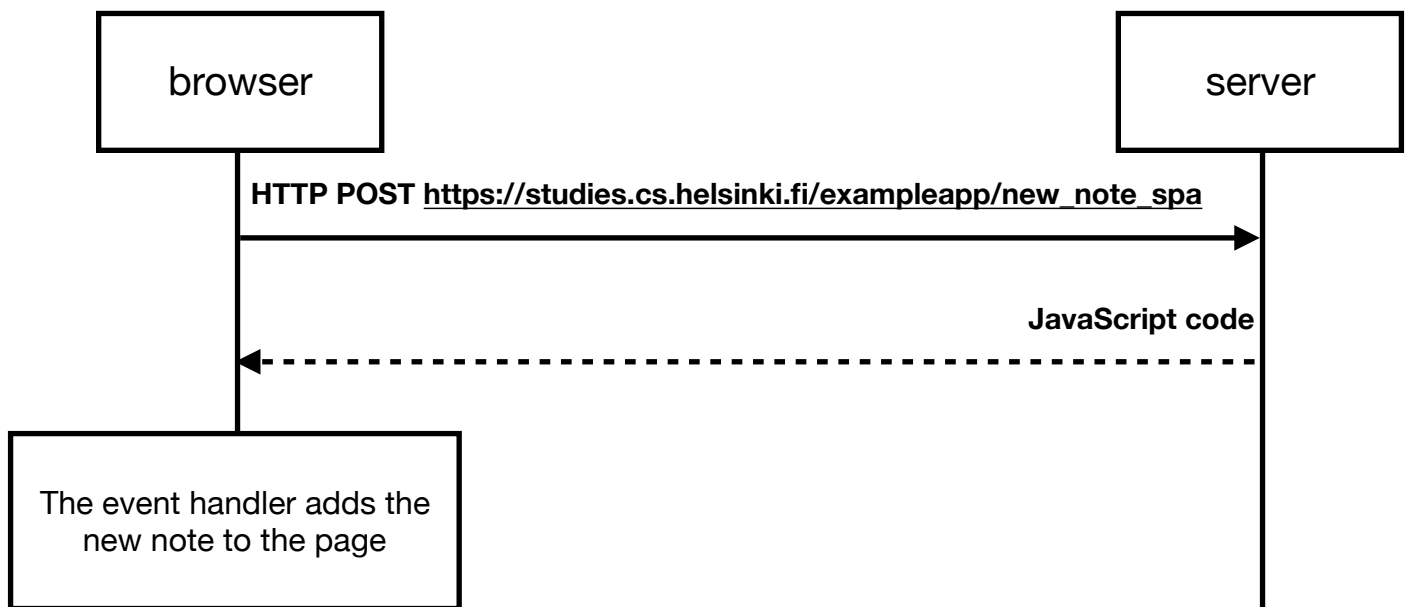 browser
server
HTTP POST https://studies.cs.helsinki.fi/exampleapp/new_note_spa
JavaScript code
The event handler adds the
new note to the page